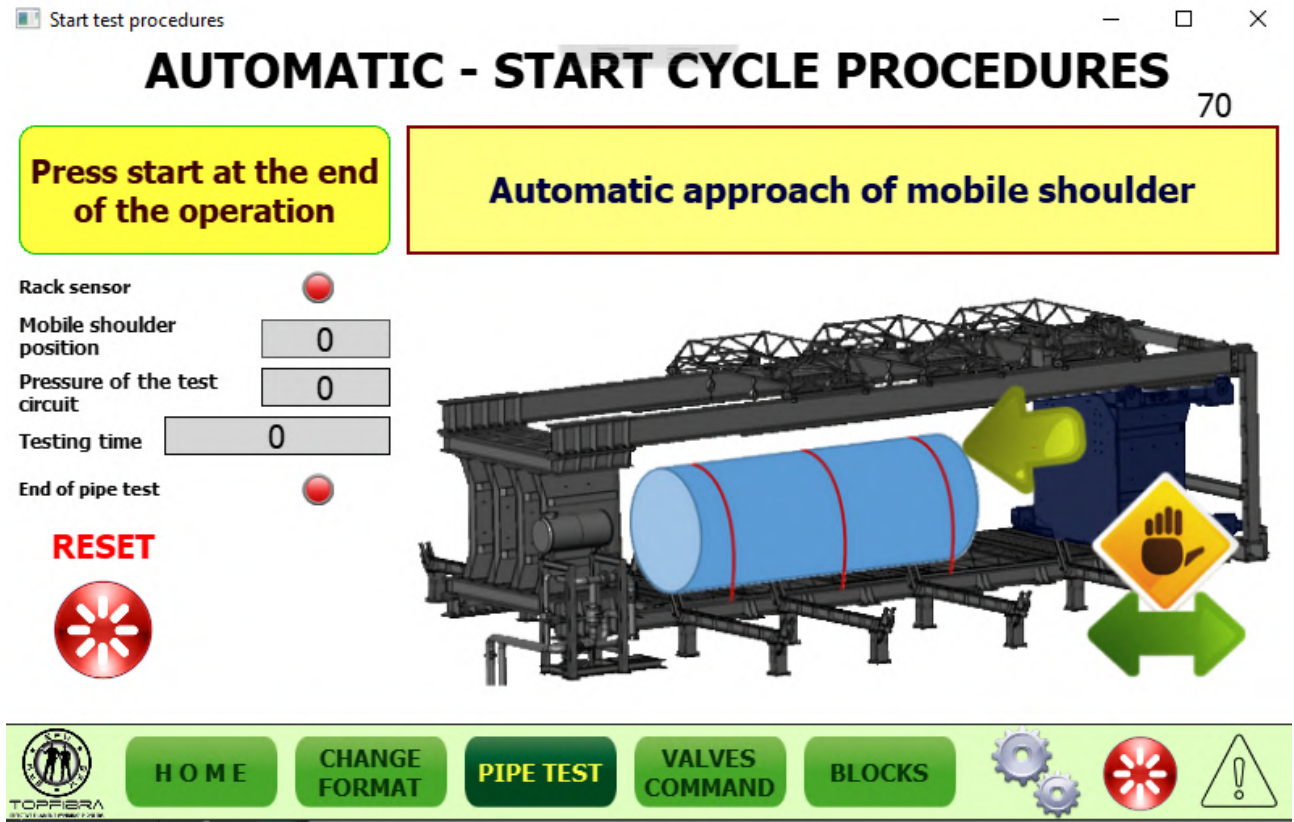 Start test procedures
AUTOMATIC - START CYCLE PROCEDURES
70
Press start at the end
of the operation
Automatic approach of mobile shoulder
Rack sensor
Mobile shoulder
position
0
Pressure of the test
circuit
0
Testing time
0
End of pipe test
RESET
HOME
CHANGE
FORMAT
PIPE TEST
VALVES
COMMAND
BLOCKS
TOPFIBRA